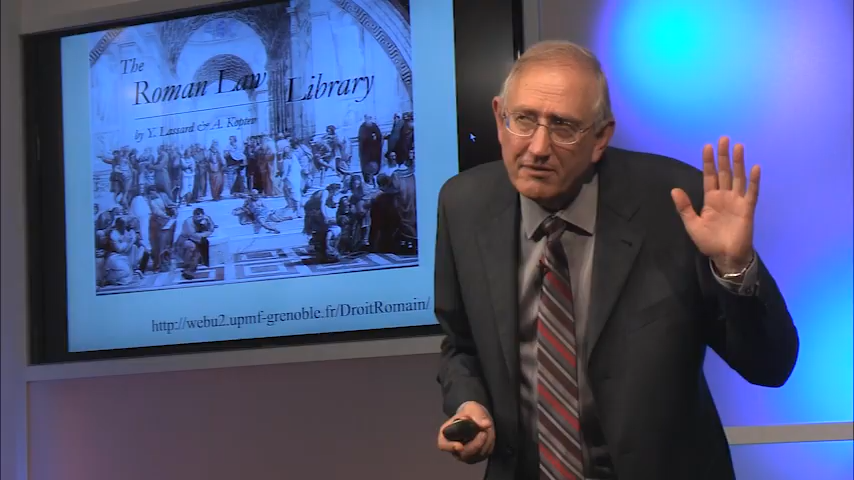 The
Roman Law Library
by Y. Lassard & A. Koptev
http://webu2.upmf-grenoble.fr/DroitRomain/